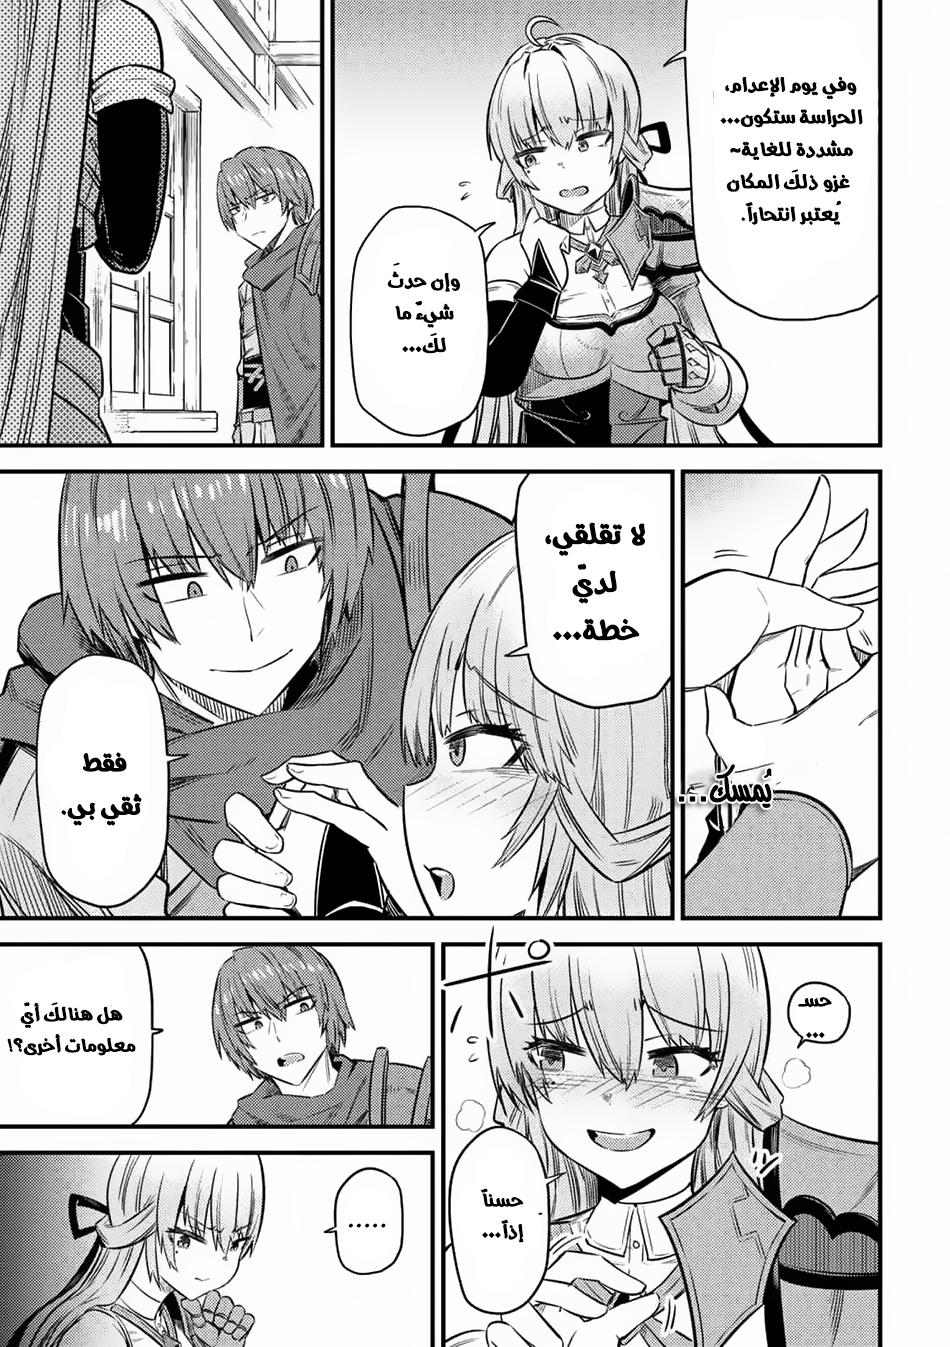 وفي يوم الإعدام،
الحراسة ستكون...
مشددة للغاية~
غزو ذلكَ المكان
يُعتبر انتحاراً.
وإن حدثَ
شيءٌ ما
لكَ...
لا تقلقي،
لديّ
خطة...
يُمسك...
فقط
ثقي بي.
حسـ
...
حسناً
إذاً...
هل هنالكَ أيّ
معلومات أخرى؟!
.....